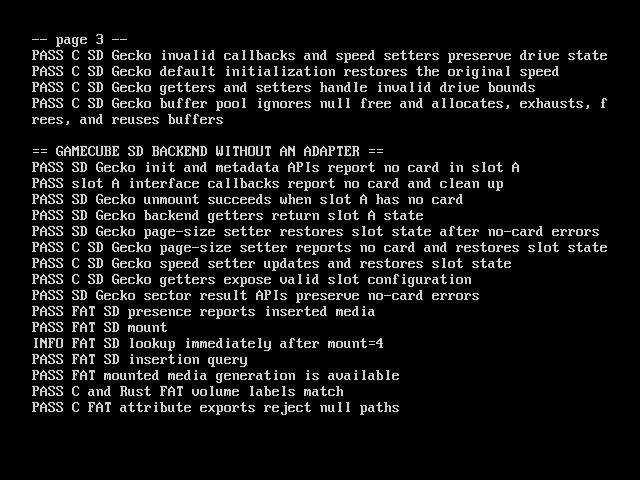 -- page 3 --
PASS C SD Gecko invalid callbacks and speed setters preserve drive state
PASS C SD Gecko default initialization restores the original speed
PASS C SD Gecko getters and setters handle invalid drive bounds
PASS C SD Gecko buffer pool ignores null free and allocates, exhausts, f
rees, and reuses buffers
== GAMECUBE SD BACKEND WITHOUT AN ADAPTER ==
PASS SD Gecko init and metadata APIs report no card in slot A
PASS slot A interface callbacks report no card and clean up
PASS SD Gecko unmount succeeds when slot A has no card
PASS SD Gecko backend getters return slot A state
PASS SD Gecko page-size setter restores slot state after no-card errors
PASS C SD Gecko page-size setter reports no card and restores slot state
PASS C SD Gecko speed setter updates and restores slot state
PASS C SD Gecko getters expose valid slot configuration
PASS SD Gecko sector result APIs preserve no-card errors
PASS FAT SD presence reports inserted media
PASS FAT SD mount
INFO FAT SD lookup immediately after mount=4
PASS FAT SD insertion query
PASS FAT mounted media generation is available
PASS C and Rust FAT volume labels match
PASS C FAT attribute exports reject null paths